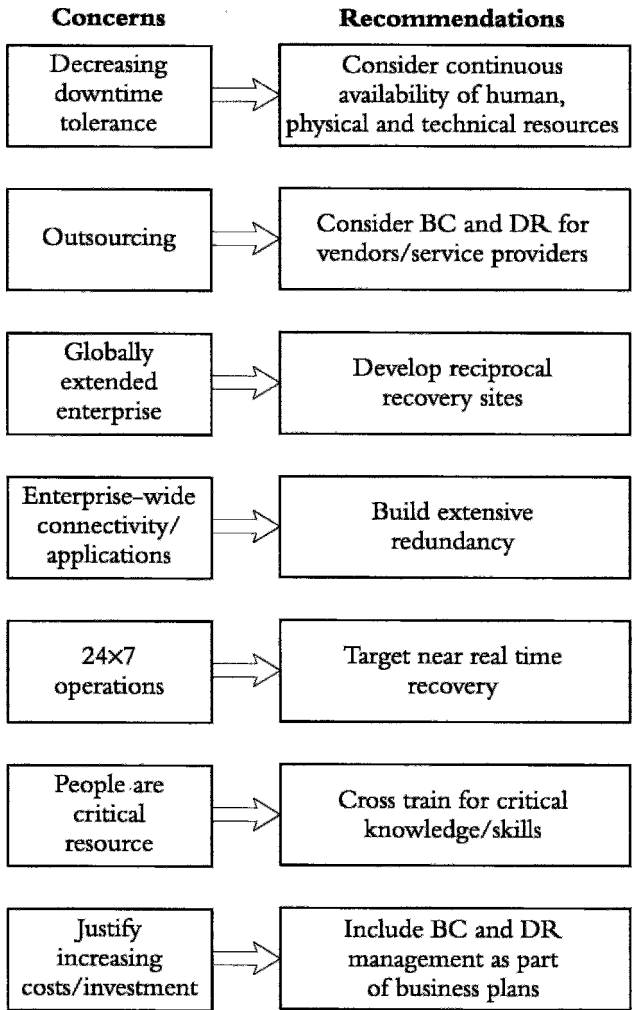 Concerns
Recommendations
Decreasing
downtime
tolerance
Consider continuous
availability of human,
physical and technical resources
Outsourcing
Consider BC and DR for
vendors/service providers
Globally
extended
enterprise
Develop reciprocal
recovery sites
Enterprise-wide
connectivity/
applications
Build extensive
redundancy
24×7
operations
Target near real time
recovery
People are
critical
resource
Cross train for critical
knowledge/skills
Justify
increasing
costs/investment
Include BC and DR
management as part
of business plans